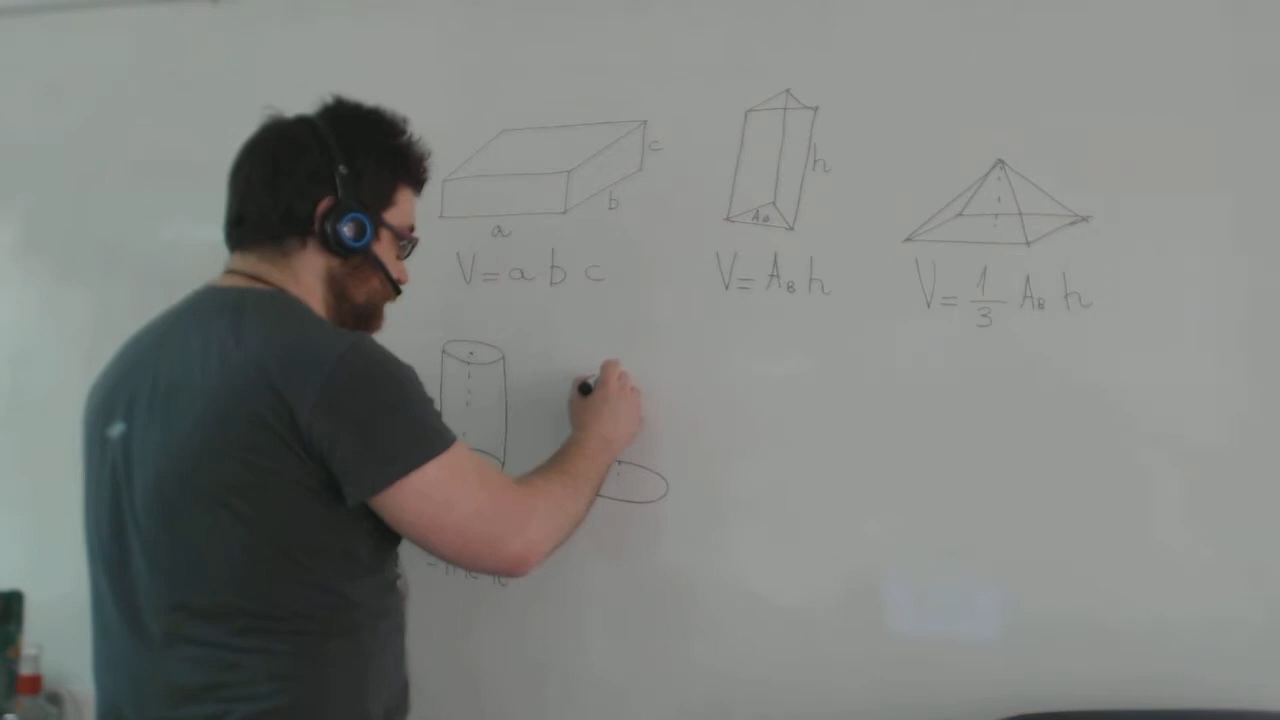 c
h
b
A_B
a
V = a b c
V = A_B h
V = 1/3 A_B h